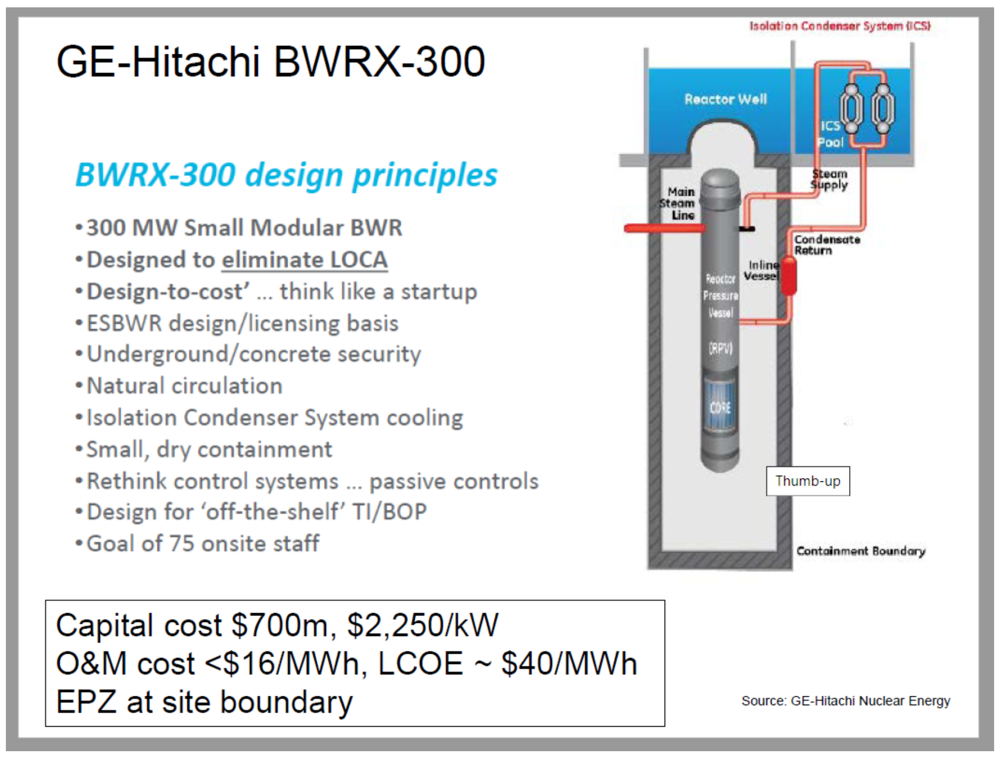 GE-Hitachi BWRX-300
BWRX-300 design principles
•300 MW Small Modular BWR
•Designed to eliminate LOCA
•Design-to-cost’ ... think like a startup
•ESBWR design/licensing basis
•Underground/concrete security
•Natural circulation
•Isolation Condenser System cooling
•Small, dry containment
•Rethink control systems ... passive controls
•Design for ‘off-the-shelf’ TI/BOP
•Goal of 75 onsite staff
Capital cost $700m, $2,250/kW
O&M cost <$16/MWh, LCOE ~ $40/MWh
EPZ at site boundary
Isolation Condenser System (ICS)
Reactor Well
ICS
Pool
Steam
Supply
Main
Steam
Line
Condensate
Return
Inline
Vessel
Reactor
Pressure
Vessel
(RPV)
CORE
Thumb-up
Containment Boundary
Source: GE-Hitachi Nuclear Energy